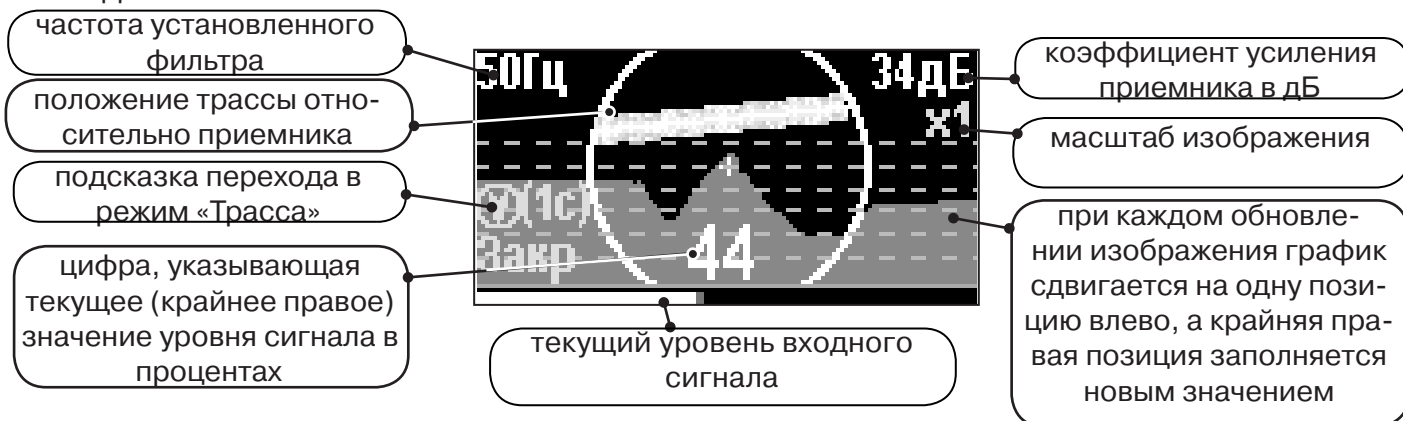 частота установленного
фильтра
положение трассы отно-
сительно приемника
подсказка перехода в
режим «Трасса»
цифра, указывающая
текущее (крайнее правое)
значение уровня сигнала в
процентах
50Гц
34дБ
x1
(1с)
Закр
44
текущий уровень входного
сигнала
коэффициент усиления
приемника в дБ
масштаб изображения
при каждом обновле-
нии изображения график
сдвигается на одну пози-
цию влево, а крайняя пра-
вая позиция заполняется
новым значением